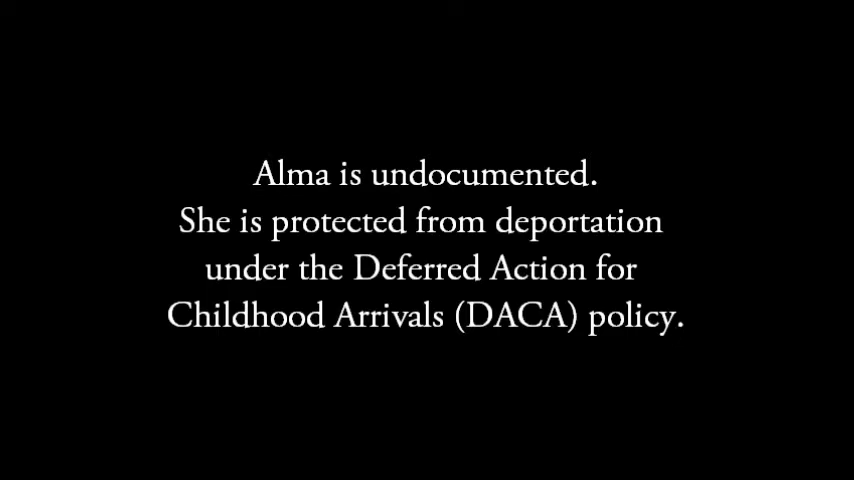 Alma is undocumented.
She is protected from deportation
under the Deferred Action for
Childhood Arrivals (DACA) policy.